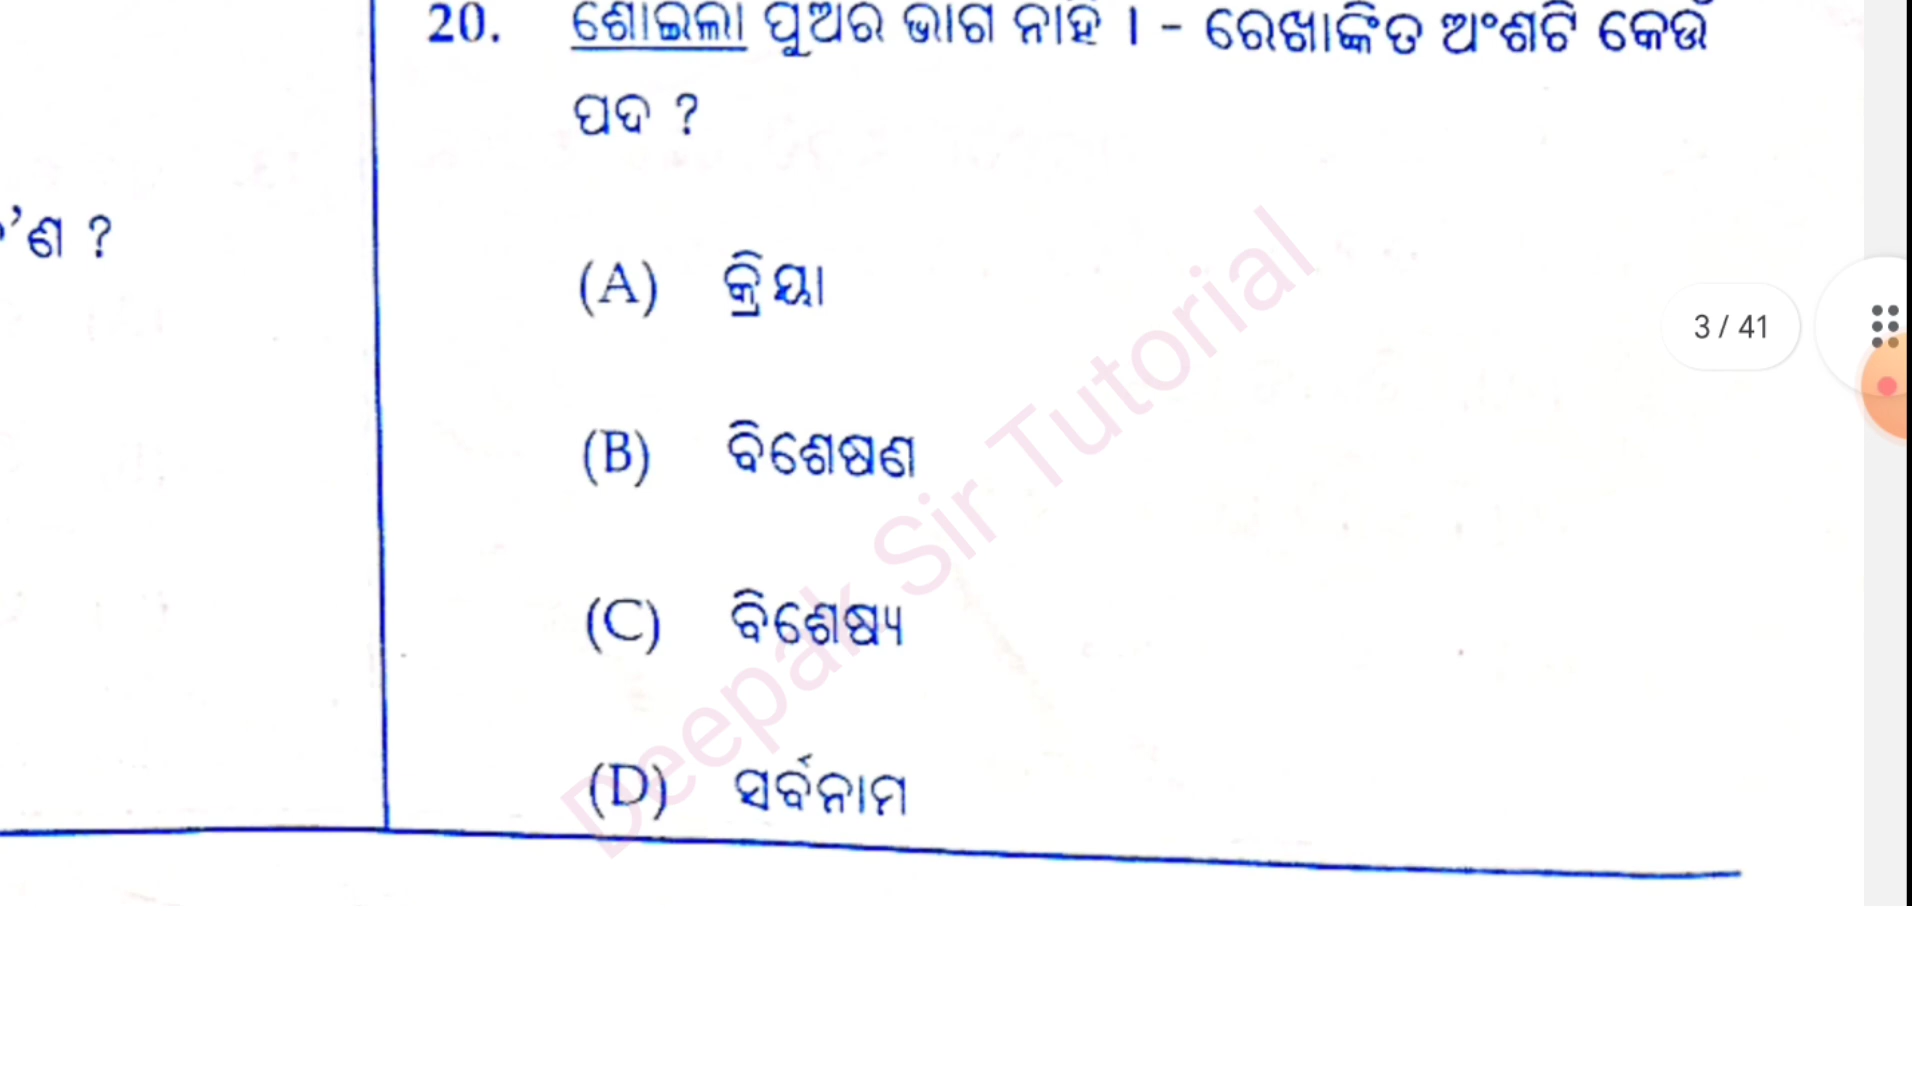 20. ଶୋଇଲା ପୁଅର ଭାଗ ନାହିଁ । - ରେଖାଙ୍କିତ ଅଂଶଟି କେଉଁ
ପଦ ?
'ଣ ?
(A) କ୍ରିୟା
3 / 41
(B) ବିଶେଷଣ
(C) ବିଶେଷ୍ୟ
(D) ସର୍ବନାମ
Deepak Sir Tutorial